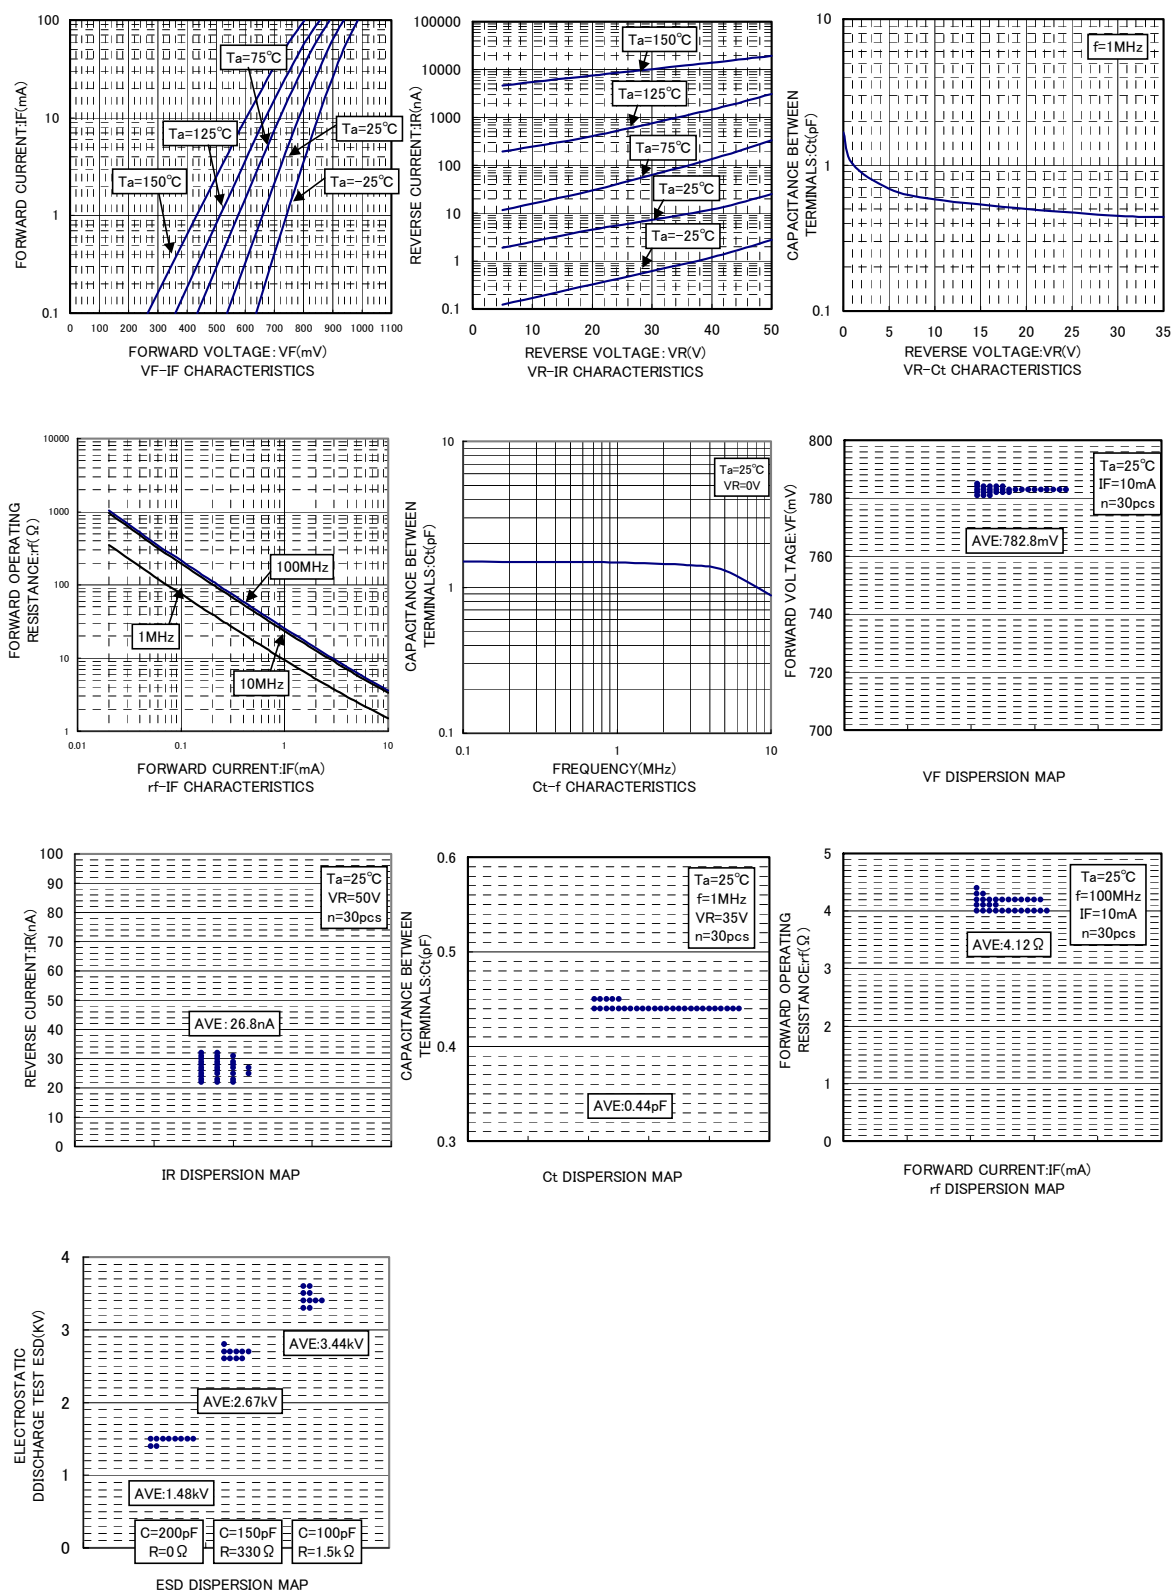 FORWARD CURRENT:IF(mA)
100
10
1
0.1
Ta=75℃
Ta=125℃
Ta=150℃
Ta=25℃
Ta=-25℃
0 100 200 300 400 500 600 700 800 900 1000 1100
FORWARD VOLTAGE:VF(mV)
VF-IF CHARACTERISTICS
REVERSE CURRENT:IR(nA)
100000
10000
1000
100
10
1
0.1
Ta=150℃
Ta=125℃
Ta=75℃
Ta=25℃
Ta=-25℃
0 10 20 30 40 50
REVERSE VOLTAGE:VR(V)
VR-IR CHARACTERISTICS
CAPACITANCE BETWEEN
TERMINALS:Ct(pF)
10
1
0.1
f=1MHz
0 5 10 15 20 25 30 35
REVERSE VOLTAGE:VR(V)
VR-Ct CHARACTERISTICS
FORWARD OPERATING
RESISTANCE:rf(Ω)
10000
1000
100
10
1
100MHz
1MHz
10MHz
0.01 0.1 1 10
FORWARD CURRENT:IF(mA)
rf-IF CHARACTERISTICS
CAPACITANCE BETWEEN
TERMINALS:Ct(pF)
10
1
0.1
Ta=25℃
VR=0V
0.1 1 10
FREQUENCY(MHz)
Ct-f CHARACTERISTICS
FORWARD VOLTAGE:VF(mV)
800
780
760
740
720
700
Ta=25℃
IF=10mA
n=30pcs
AVE:782.8mV
VF DISPERSION MAP
REVERSE CURRENT:IR(nA)
100
90
80
70
60
50
40
30
20
10
0
Ta=25℃
VR=50V
n=30pcs
AVE:26.8nA
IR DISPERSION MAP
CAPACITANCE BETWEEN
TERMINALS:Ct(pF)
0.6
0.5
0.4
0.3
Ta=25℃
f=1MHz
VR=35V
n=30pcs
AVE:0.44pF
Ct DISPERSION MAP
FORWARD OPERATING
RESISTANCE:rf(Ω)
5
4
3
2
1
0
Ta=25℃
f=100MHz
IF=10mA
n=30pcs
AVE:4.12Ω
FORWARD CURRENT:IF(mA)
rf DISPERSION MAP
ELECTROSTATIC
DDISCHARGE TEST ESD(KV)
4
3
2
1
0
AVE:3.44kV
AVE:2.67kV
AVE:1.48kV
C=200pF
R=0Ω
C=150pF
R=330Ω
C=100pF
R=1.5kΩ
ESD DISPERSION MAP